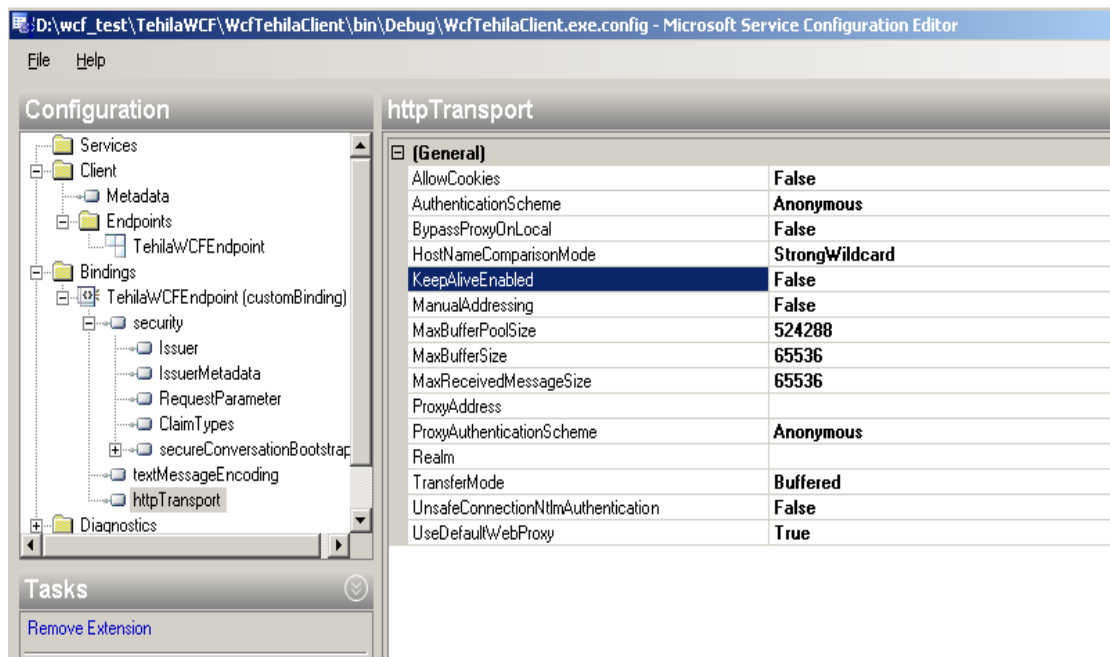 D:\wcf_test\TehilaWCF\WcfTehilaClient\bin\Debug\WcfTehilaClient.exe.config - Microsoft Service Configuration Editor
File Help
Configuration
Services
Client
Metadata
Endpoints
TehilaWCFEndpoint
Bindings
TehilaWCFEndpoint (customBinding)
security
Issuer
IssuerMetadata
RequestParameter
ClaimTypes
secureConversationBootstrap
textMessageEncoding
httpTransport
Diagnostics
Tasks
Remove Extension
httpTransport
(General)
AllowCookies False
AuthenticationScheme Anonymous
BypassProxyOnLocal False
HostNameComparisonMode StrongWildcard
KeepAliveEnabled False
ManualAddressing False
MaxBufferPoolSize 524288
MaxBufferSize 65536
MaxReceivedMessageSize 65536
ProxyAddress
ProxyAuthenticationScheme Anonymous
Realm
TransferMode Buffered
UnsafeConnectionNtlmAuthentication False
UseDefaultWebProxy True